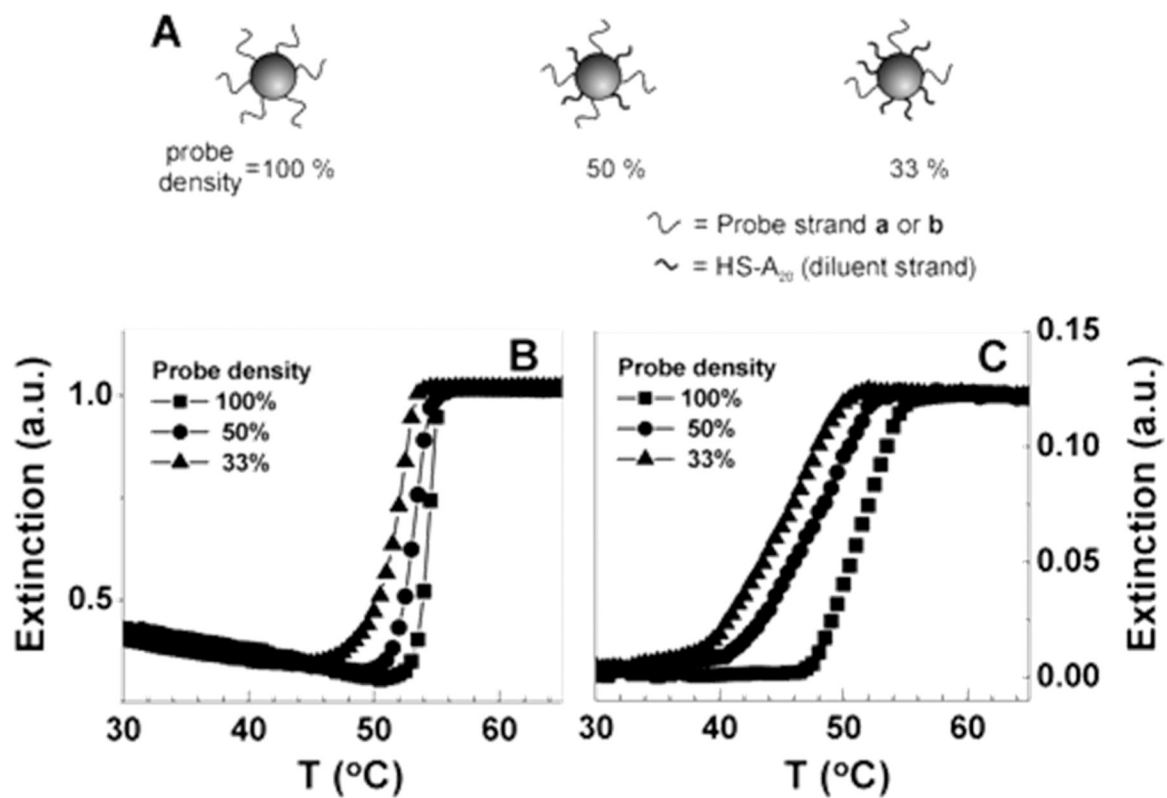 A
probe
density =100 %
50 %
33 %
= Probe strand a or b
= HS-A₂₀ (diluent strand)
B
Probe density
100%
50%
33%
Extinction (a.u.)
1.0
0.5
30
40
50
60
T (°C)
C
Probe density
100%
50%
33%
0.15
0.10
0.05
0.00
Extinction (a.u.)
30
40
50
60
T (°C)